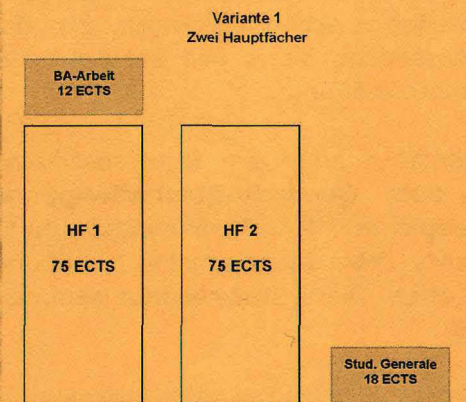 Variante 1
Zwei Hauptfächer
BA-Arbeit
12 ECTS
HF 1
75 ECTS
HF 2
75 ECTS
Stud. Generale
18 ECTS